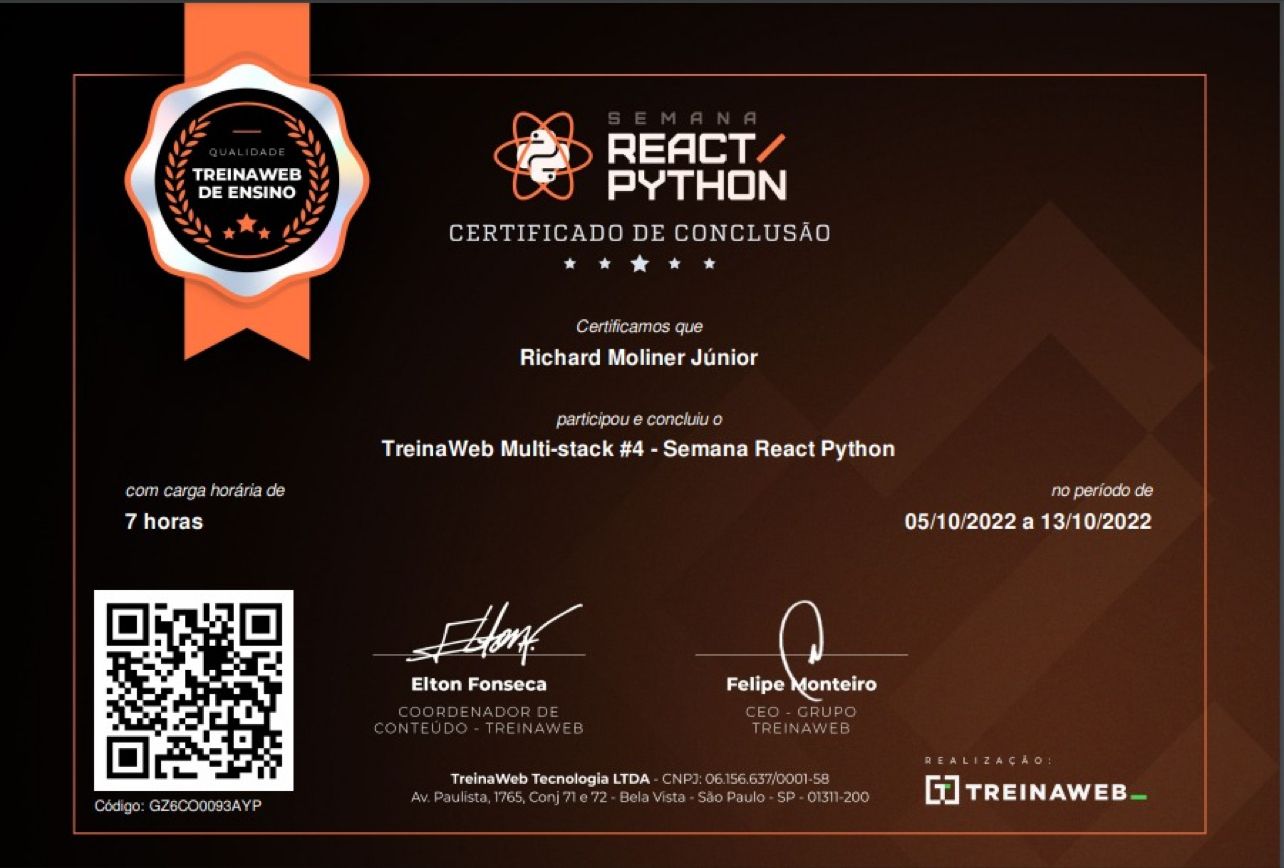 QUALIDADE
TREINAWEB
DE ENSINO
SEMANA
REACT/
PYTHON
CERTIFICADO DE CONCLUSÃO
Certificamos que
Richard Moliner Júnior
participou e concluiu o
TreinaWeb Multi-stack #4 - Semana React Python
com carga horária de
7 horas
no período de
05/10/2022 a 13/10/2022
Elton F.
Elton Fonseca
COORDENADOR DE
CONTEÚDO - TREINAWEB
Felipe Monteiro
CEO - GRUPO
TREINAWEB
Código: GZ6CO0093AYP
TreinaWeb Tecnologia LTDA - CNPJ: 06.156.637/0001-58
Av. Paulista, 1765, Conj 71 e 72 - Bela Vista - São Paulo - SP - 01311-200
REALIZAÇÃO:
TREINAWEB_